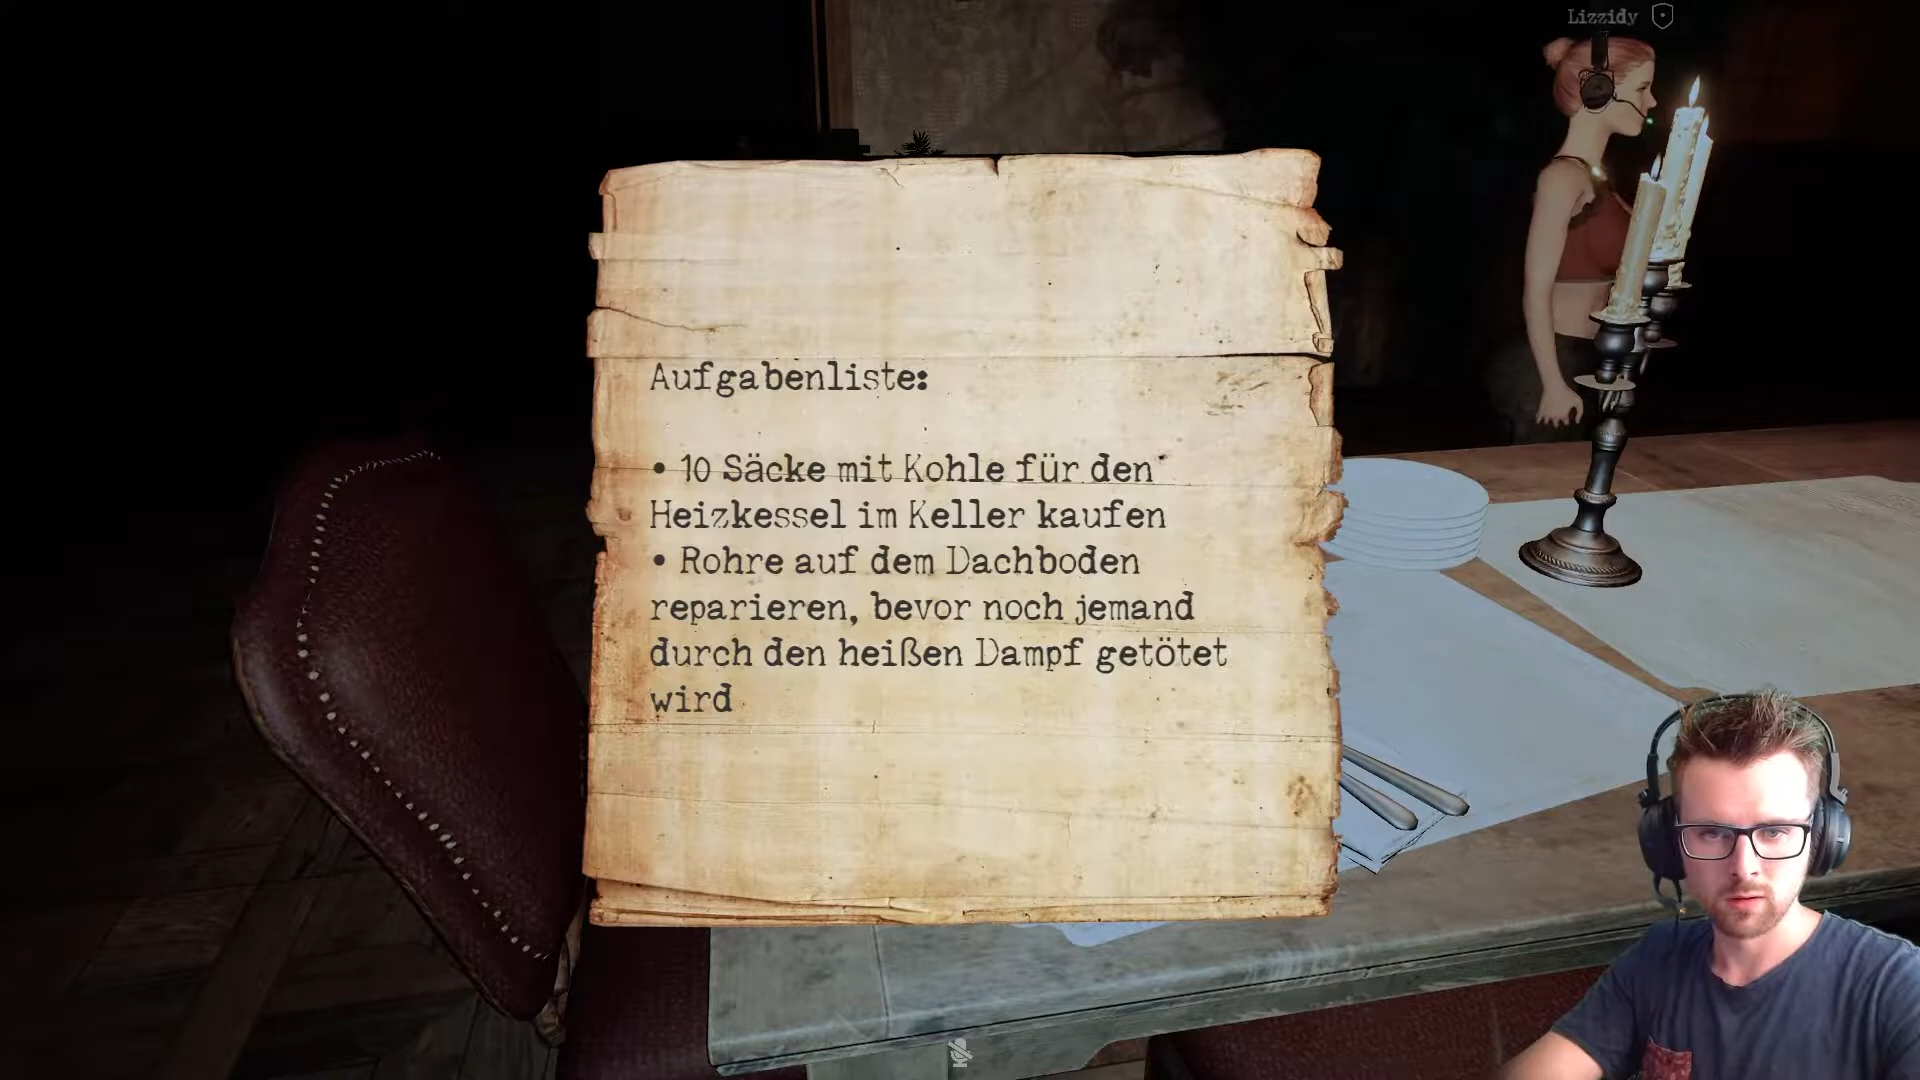 Lizzidy
Aufgabenliste:
• 10 Säcke mit Kohle für den
Heizkessel im Keller kaufen
• Rohre auf dem Dachboden
reparieren, bevor noch jemand
durch den heißen Dampf getötet
wird